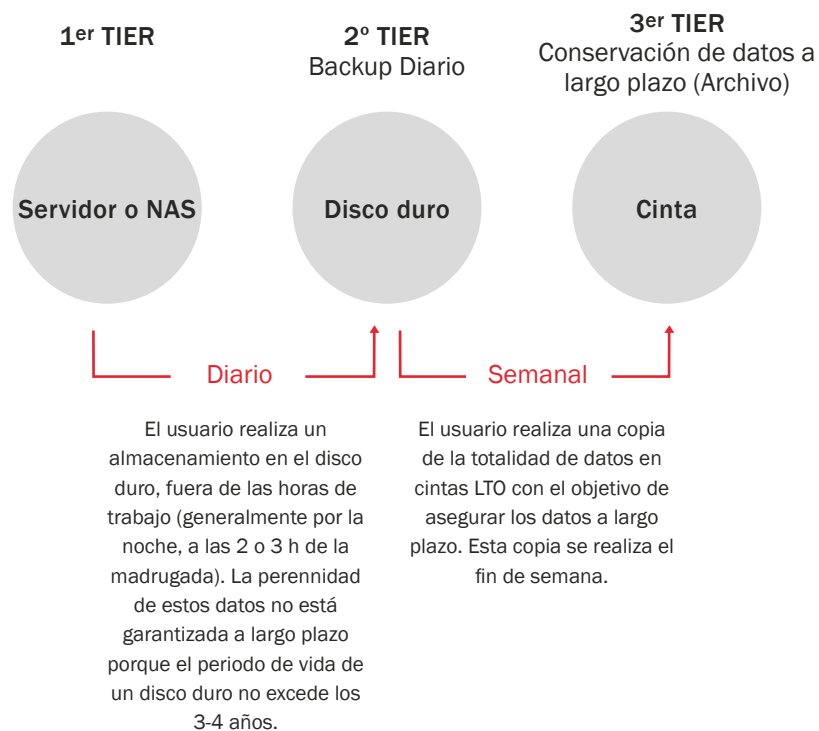 1er TIER
2º TIER
Backup Diario
3er TIER
Conservación de datos a
largo plazo (Archivo)
Servidor o NAS
Disco duro
Cinta
Diario
Semanal
El usuario realiza un
almacenamiento en el disco
duro, fuera de las horas de
trabajo (generalmente por la
noche, a las 2 o 3 h de la
madrugada). La perennidad
de estos datos no está
garantizada a largo plazo
porque el periodo de vida de
un disco duro no excede los
3-4 años.
El usuario realiza una copia
de la totalidad de datos en
cintas LTO con el objetivo de
asegurar los datos a largo
plazo. Esta copia se realiza el
fin de semana.